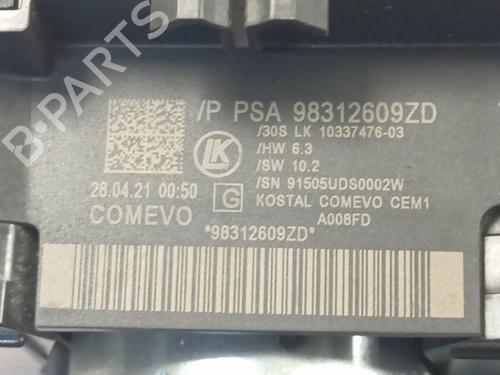 /P PSA 98312609ZD
/30S LK 10337476-03
/HW 6.3
/SW 10.2
/SN 91505UDS0002W
KOSTAL COMEVO CEM1
A008FD
LK
28.04.21 00:50
G
COMEVO
*98312609ZD*
B-PARTS